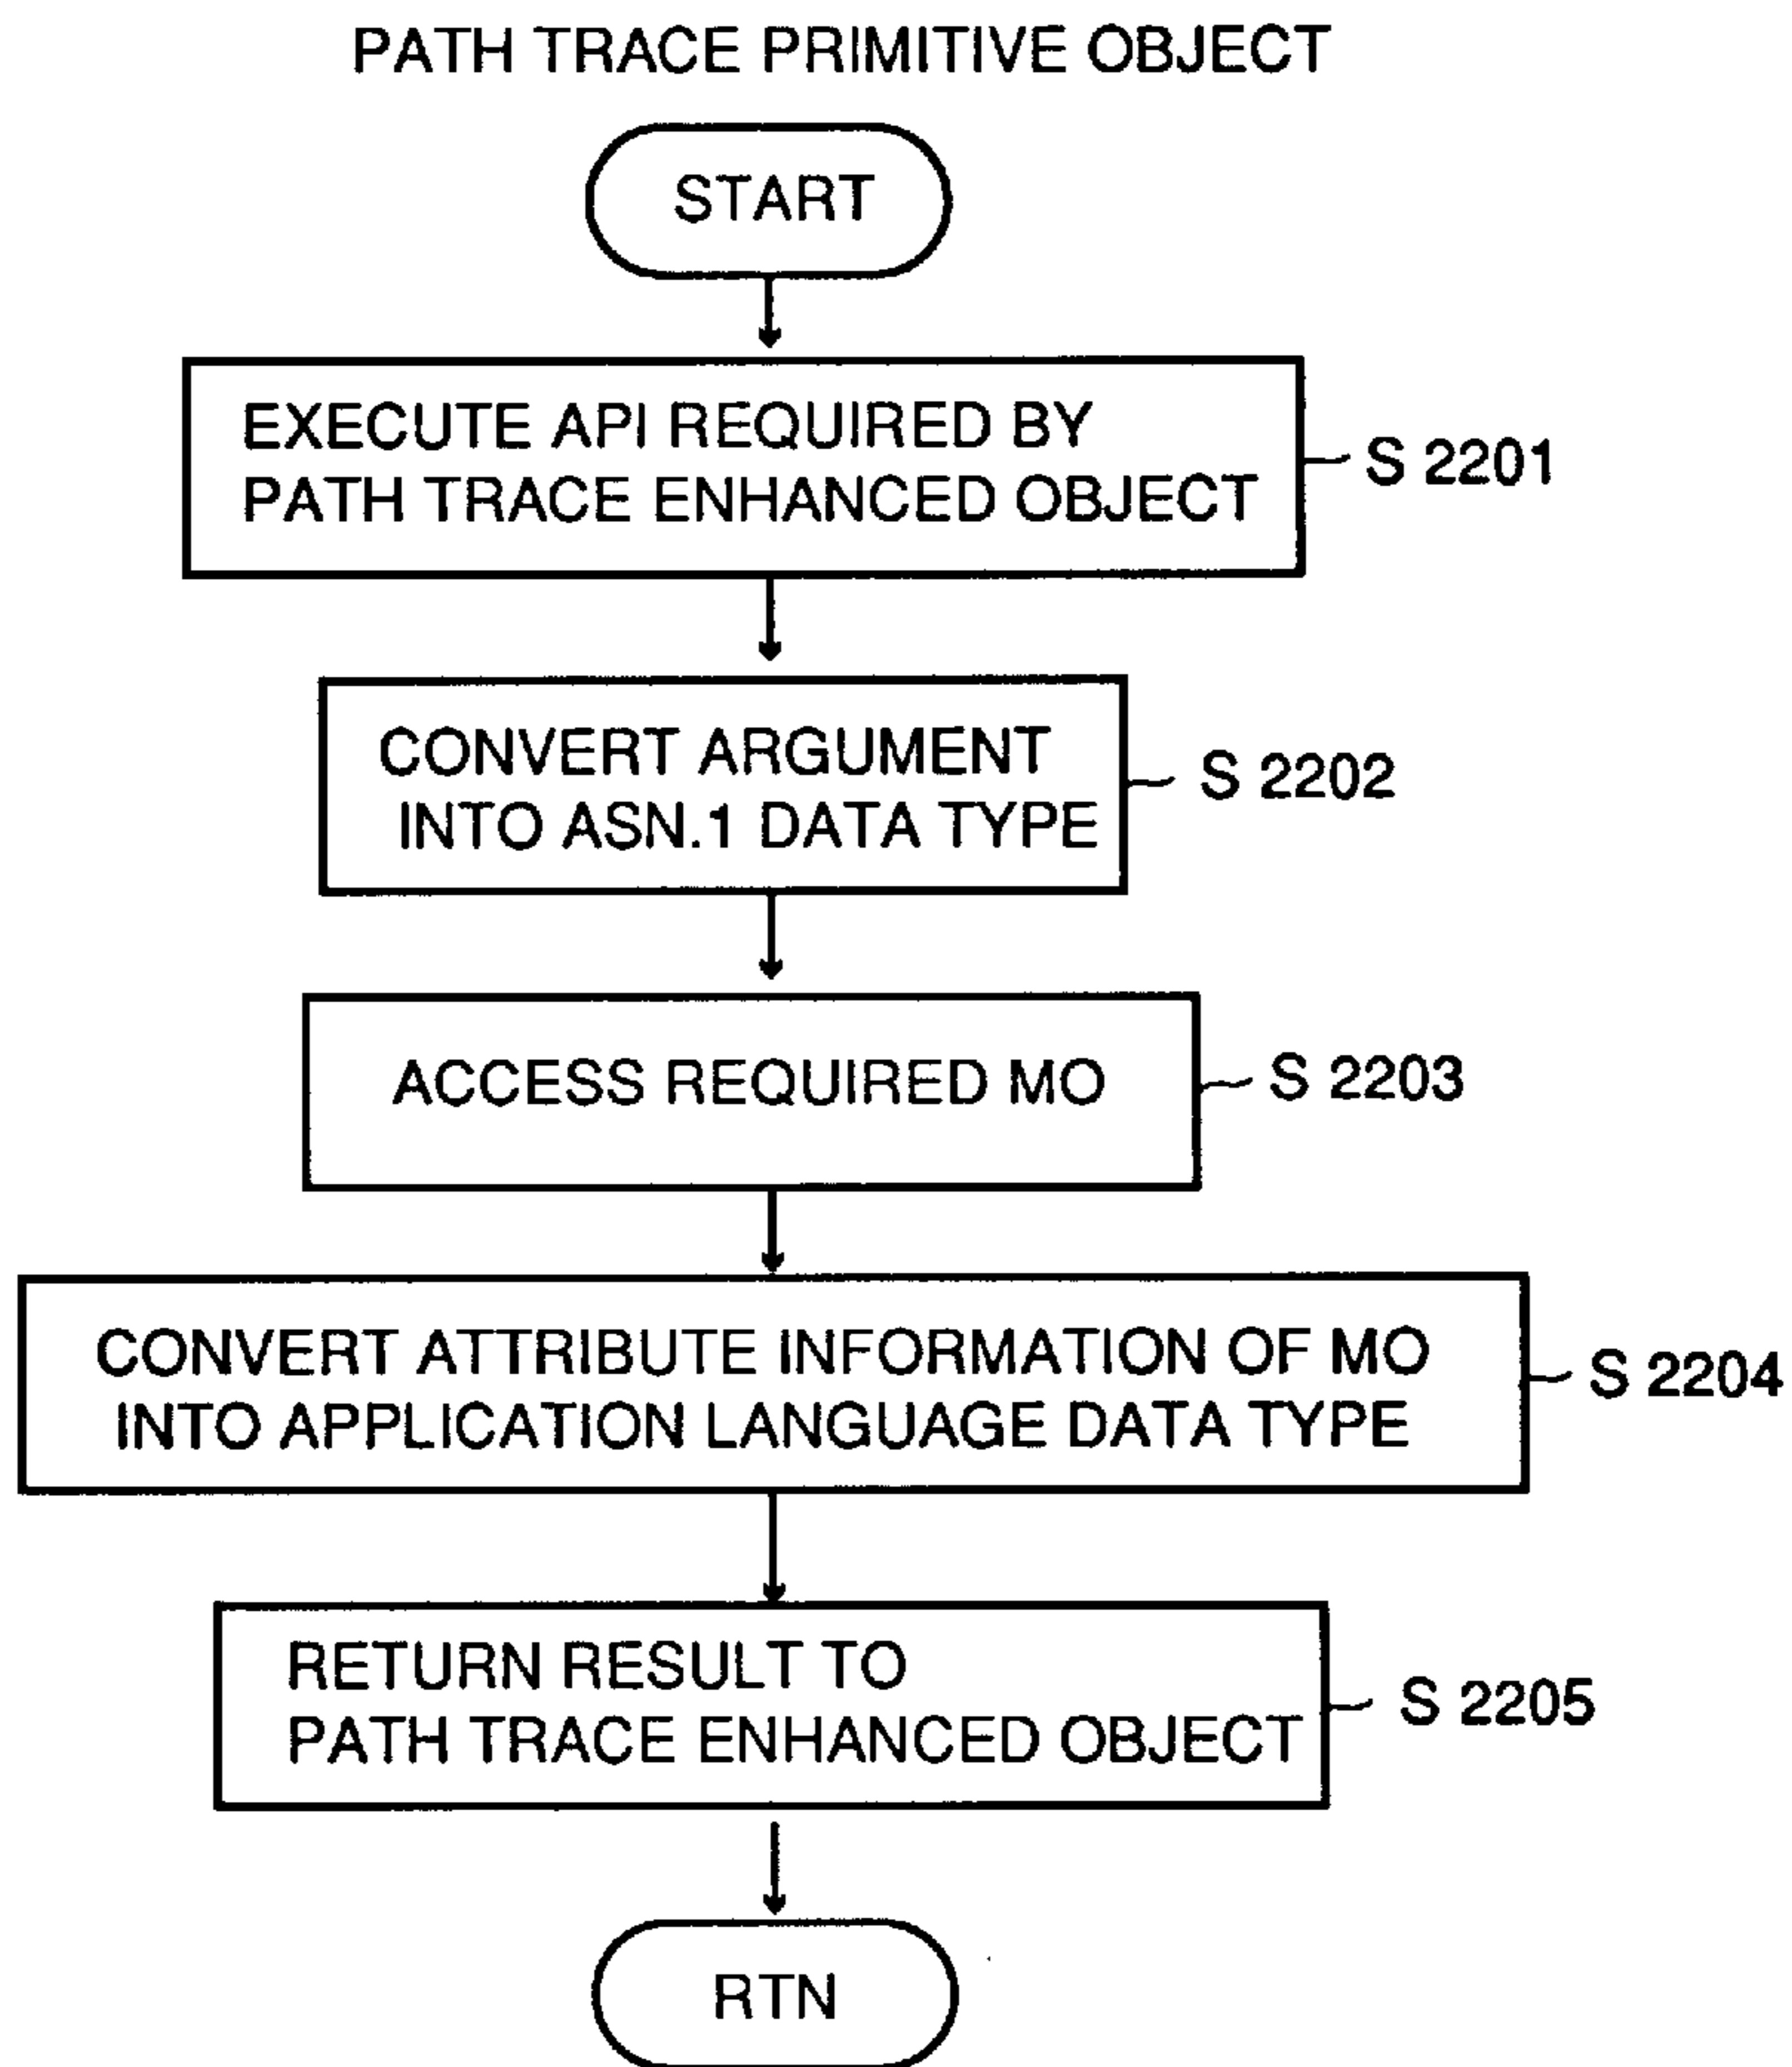 PATH TRACE PRIMITIVE OBJECT
START
EXECUTE API REQUIRED BY
PATH TRACE ENHANCED OBJECT
S 2201
CONVERT ARGUMENT
INTO ASN.1 DATA TYPE
S 2202
ACCESS REQUIRED MO
S 2203
CONVERT ATTRIBUTE INFORMATION OF MO
INTO APPLICATION LANGUAGE DATA TYPE
S 2204
RETURN RESULT TO
PATH TRACE ENHANCED OBJECT
S 2205
RTN